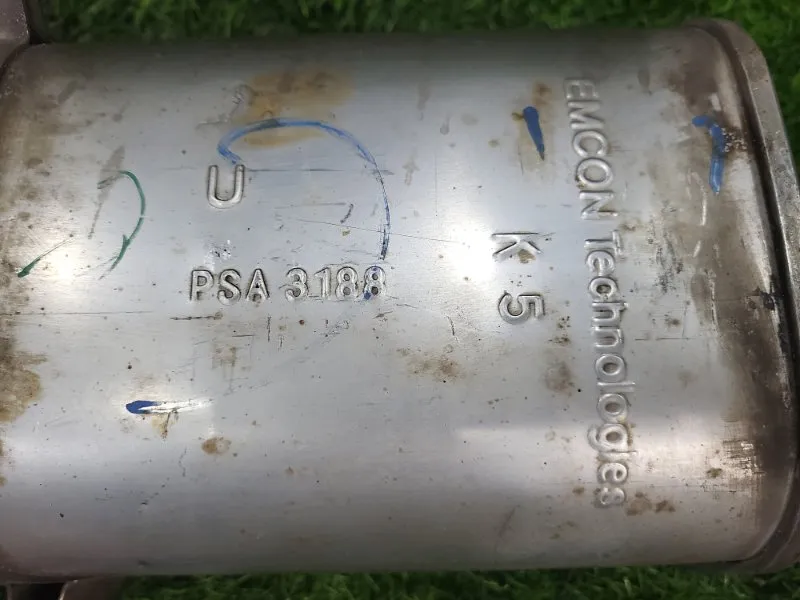 U
PSA 3188
K 5
EMCON Technologies